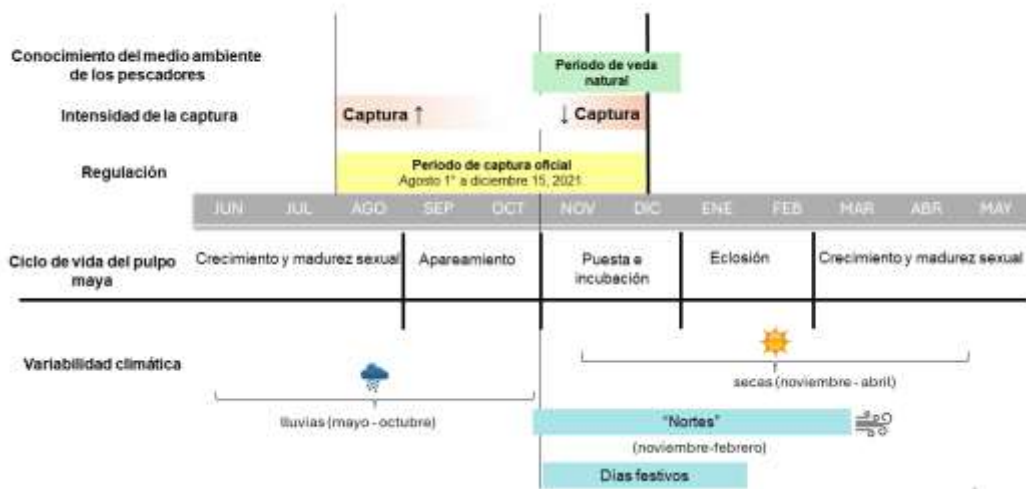 Conocimiento del medio ambiente
de los pescadores
Periodo de veda
natural
Intensidad de la captura
Captura ↑
↓ Captura
Regulación
Periodo de captura oficial
Agosto 1° a diciembre 15, 2021
JUN JUL AGO SEP OCT NOV DIC ENE FEB MAR ABR MAY
Ciclo de vida del pulpo
maya
Crecimiento y madurez sexual
Apareamiento
Puesta e
incubación
Eclosión
Crecimiento y madurez sexual
Variabilidad climática
secas (noviembre - abril)
lluvias (mayo - octubre)
"Nortes"
(noviembre-febrero)
Días festivos